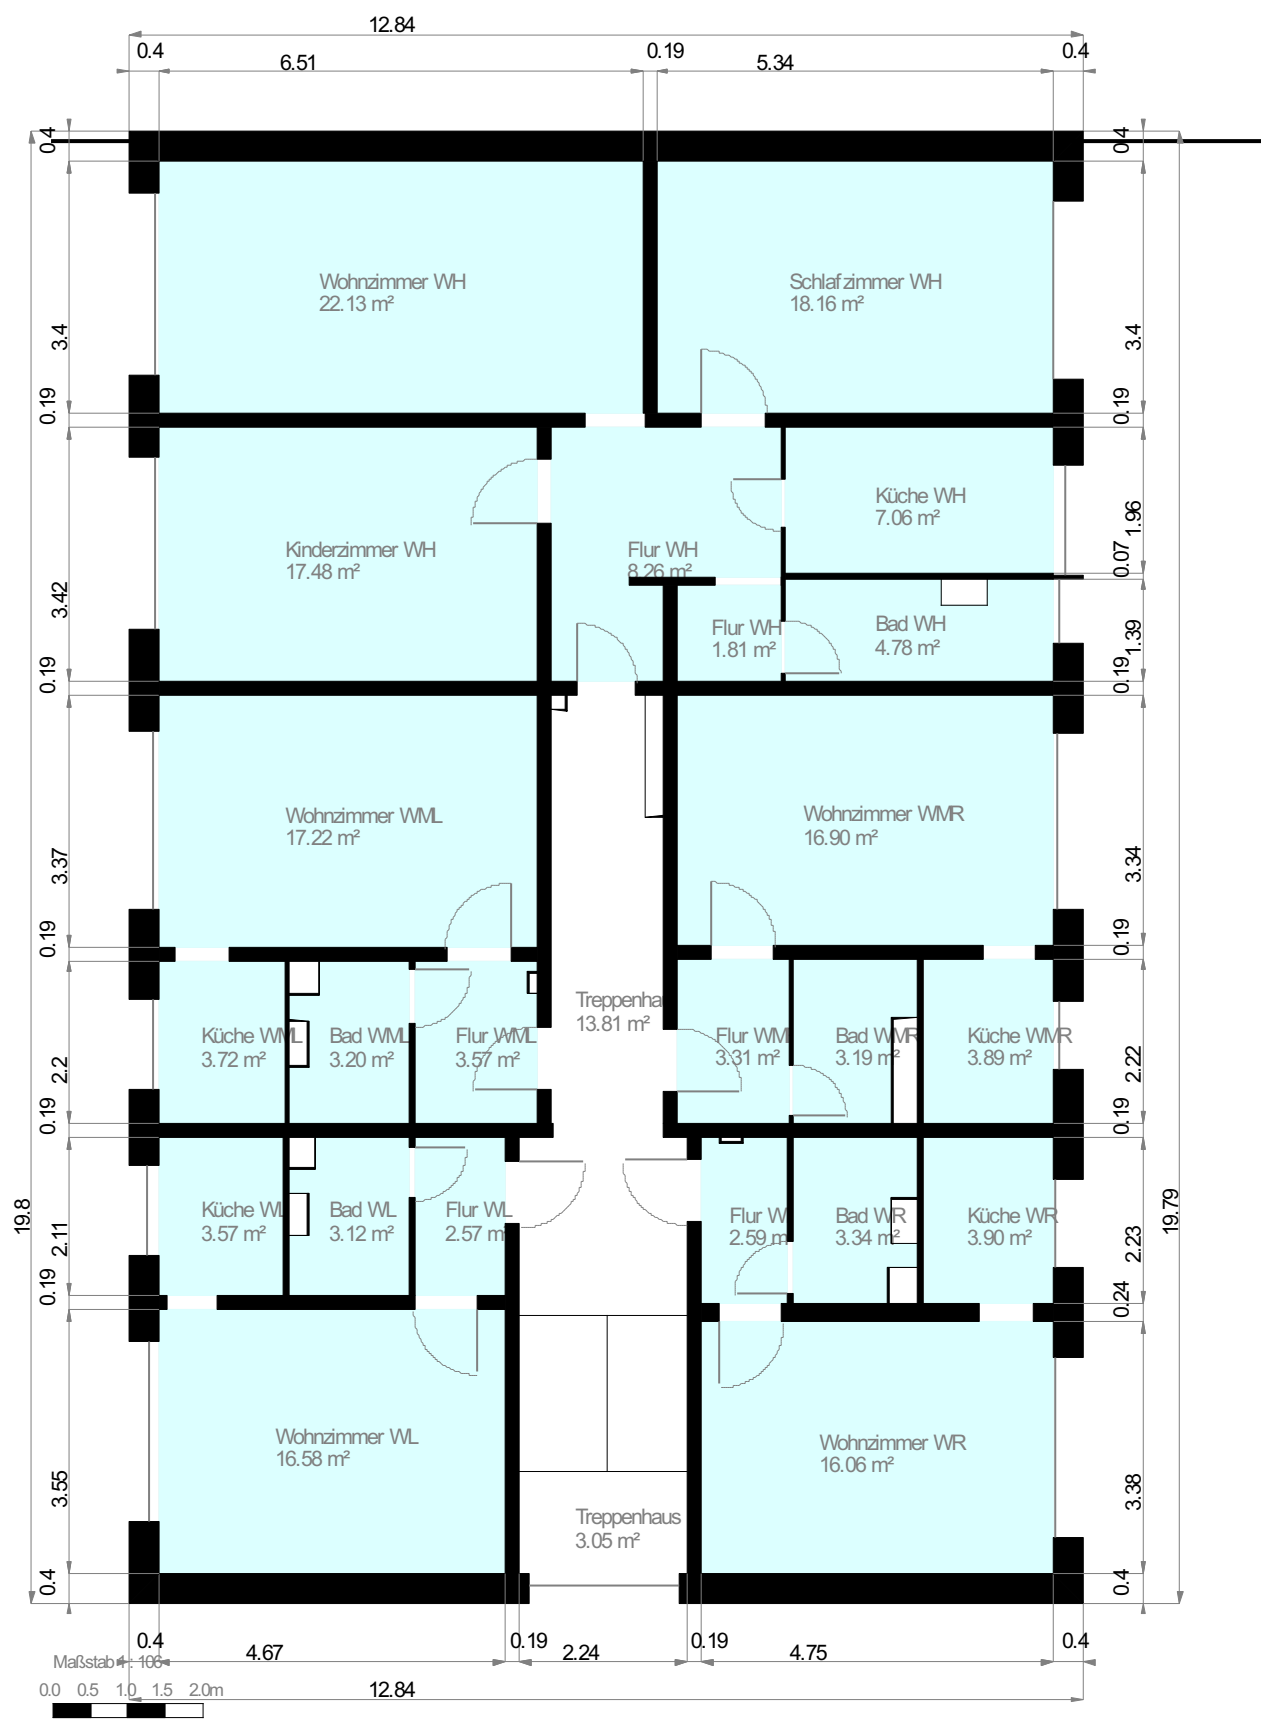 12.84
0.4
0.19
0.4
6.51
5.34
0.4
0.4
Wohnzimmer WH
22.13 m²
Schlafzimmer WH
18.16 m²
3.4
3.4
0.19
0.19
Küche WH
7.06 m²
1.96
Kinderzimmer WH
17.48 m²
Flur WH
8.26 m²
0.07
3.42
Flur WH
1.81 m²
Bad WH
4.78 m²
1.39
0.19
0.19
Wohnzimmer WML
17.22 m²
Wohnzimmer WMR
16.90 m²
3.37
3.34
0.19
0.19
Treppenhau
13.81 m²
Küche WML
3.72 m²
Bad WML
3.20 m²
Flur WML
3.57 m²
Flur WM
3.31 m²
Bad WMR
3.19 m²
Küche WMR
3.89 m²
2.2
2.22
0.19
0.19
Küche WL
3.57 m²
Bad WL
3.12 m²
Flur WL
2.57 m²
Flur W
2.59 m²
Bad WR
3.34 m²
Küche WR
3.90 m²
19.8
19.79
2.11
2.23
0.19
0.24
Wohnzimmer WL
16.58 m²
Wohnzimmer WR
16.06 m²
3.55
3.38
Treppenhaus
3.05 m²
0.4
0.4
0.4
0.19
0.19
0.4
4.67
2.24
4.75
Maßstab 1 : 106
0.0 0.5 1.0 1.5 2.0m
12.84